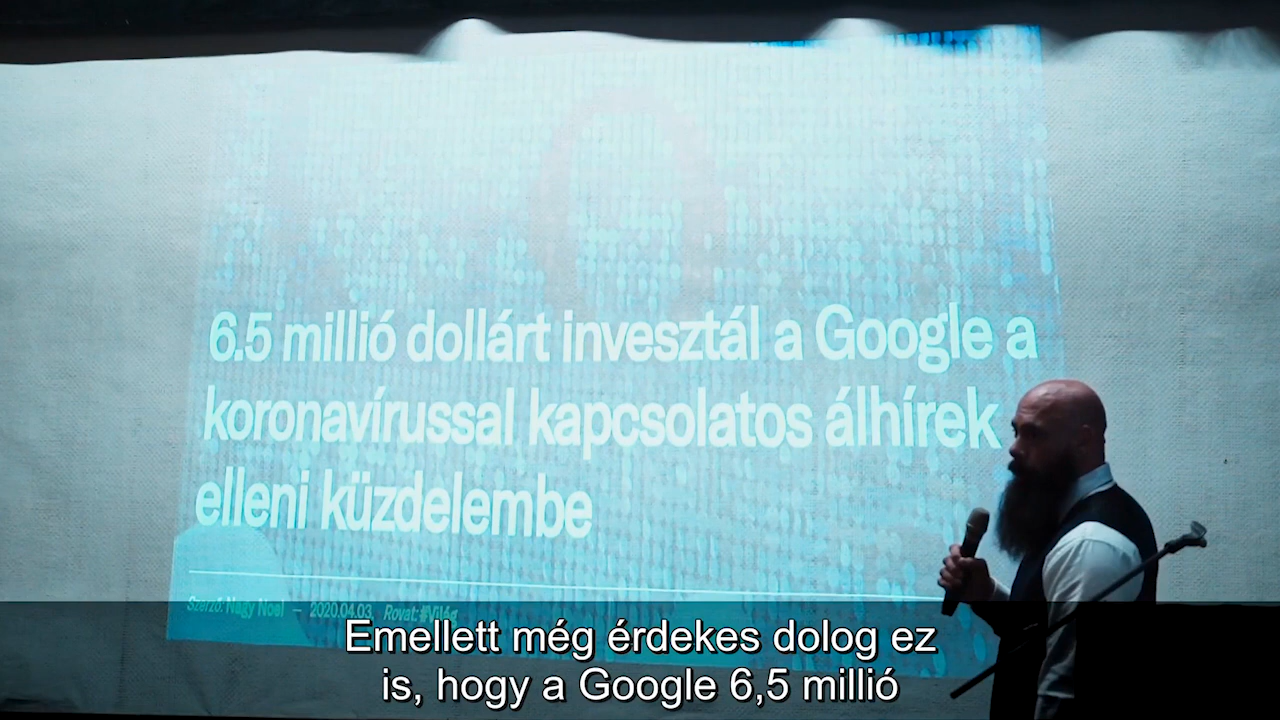 6.5 millió dollárt invesztál a Google a
koronavírussal kapcsolatos álhírek
elleni küzdelembe
Szerző: Nagy Noel — 2020.04.03. Rovat: #Világ
Emellett még érdekes dolog ez
is, hogy a Google 6,5 millió